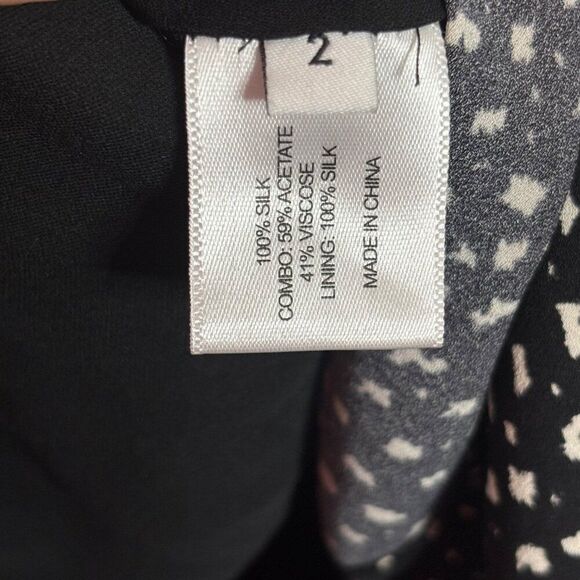 2
100% SILK
COMBO: 59% ACETATE
41% VISCOSE
LINING: 100% SILK
MADE IN CHINA